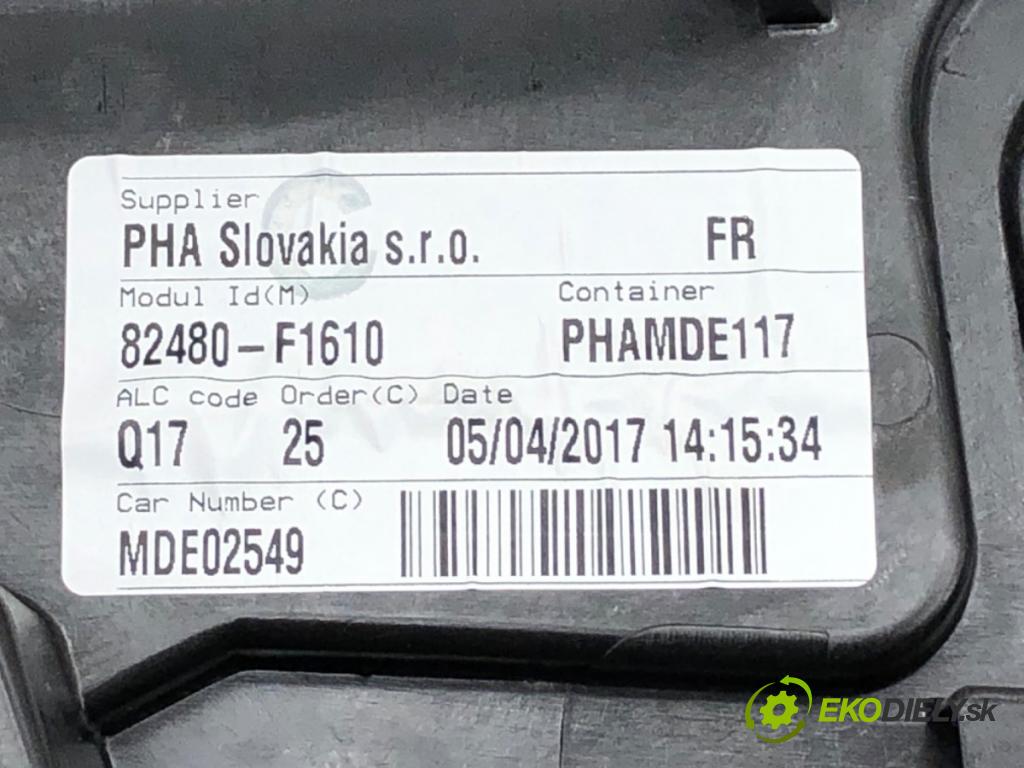 Supplier
PHA Slovakia s.r.o. FR
Modul Id(M) Container
82480-F1610 PHAMDE117
ALC code Order(C) Date
Q17 25 05/04/2017 14:15:34
Car Number (C)
MDE02549
EKODIELY.sk